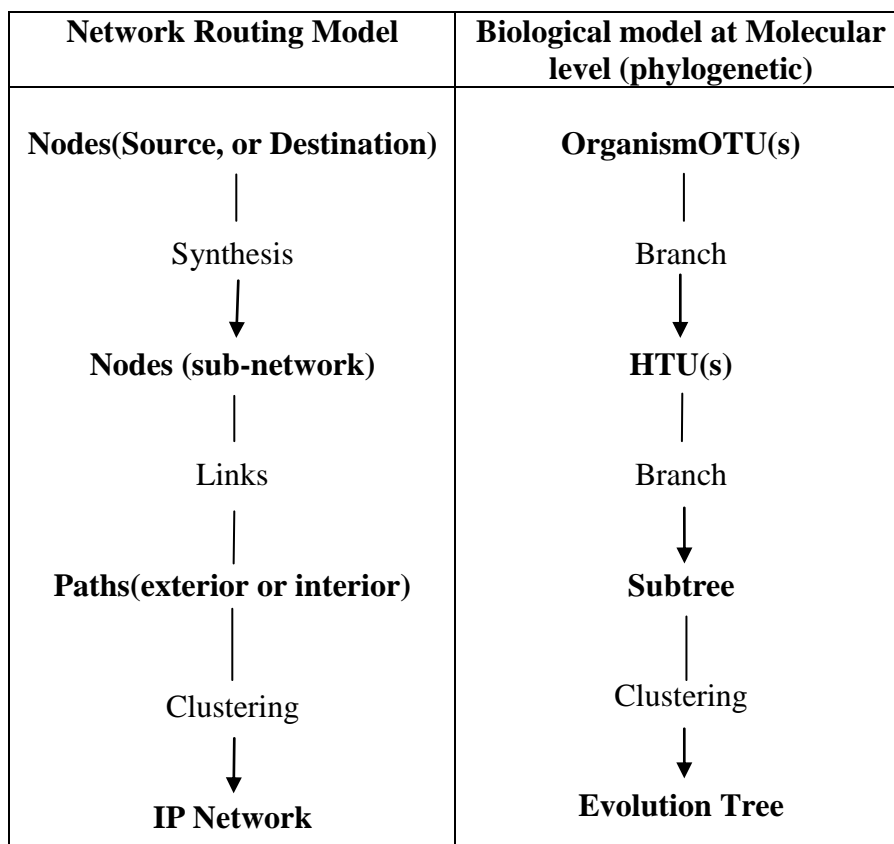 Network Routing Model
Biological model at Molecular
level (phylogenetic)
Nodes(Source, or Destination)
Synthesis
Nodes (sub-network)
Links
Paths(exterior or interior)
Clustering
IP Network
OrganismOTU(s)
Branch
HTU(s)
Branch
Subtree
Clustering
Evolution Tree